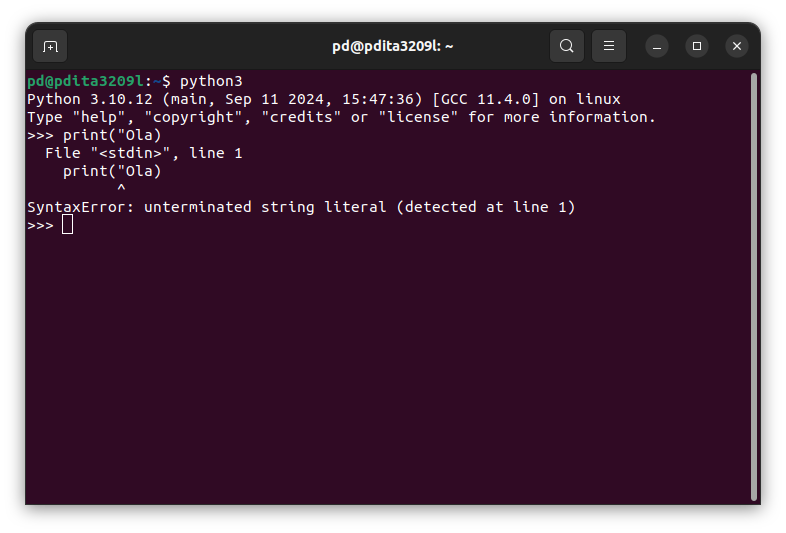 pd@pdita3209l: ~
pd@pdita3209l:~$ python3
Python 3.10.12 (main, Sep 11 2024, 15:47:36) [GCC 11.4.0] on linux
Type "help", "copyright", "credits" or "license" for more information.
>>> print("Ola)
  File "<stdin>", line 1
    print("Ola)
          ^
SyntaxError: unterminated string literal (detected at line 1)
>>>